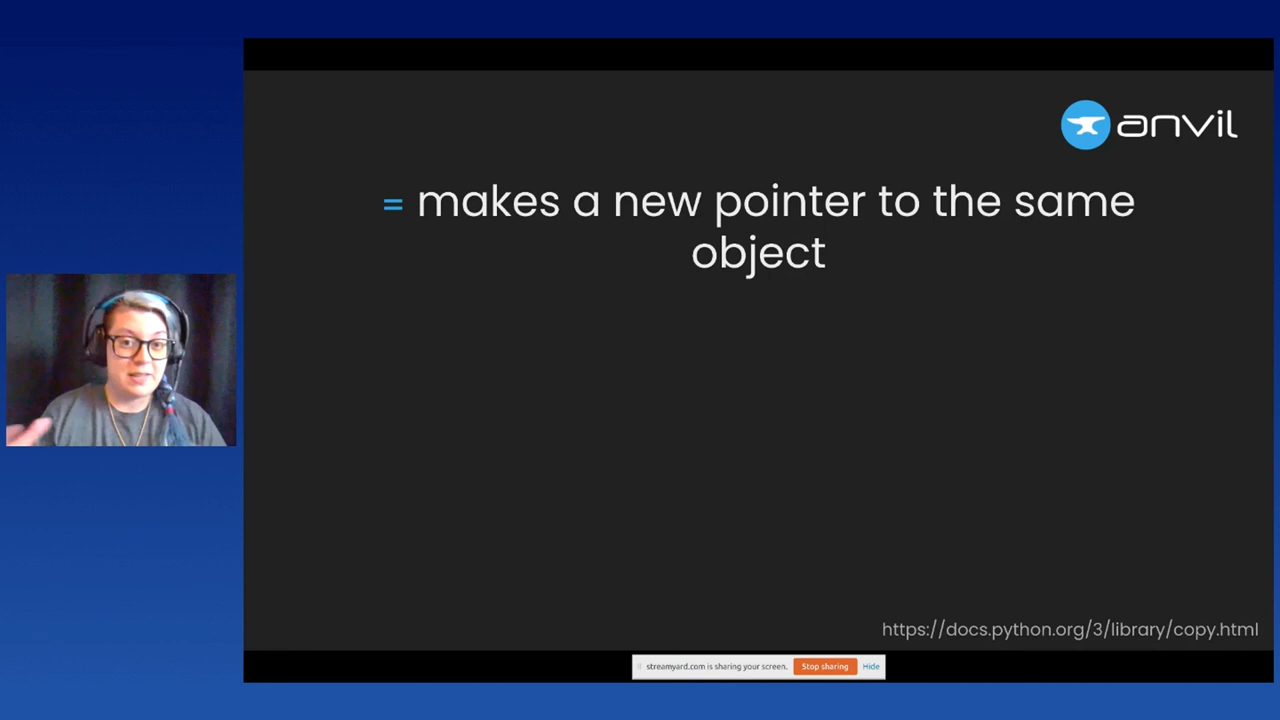 anvil
= makes a new pointer to the same
object
https://docs.python.org/3/library/copy.html
streamyard.com is sharing your screen. Stop sharing Hide